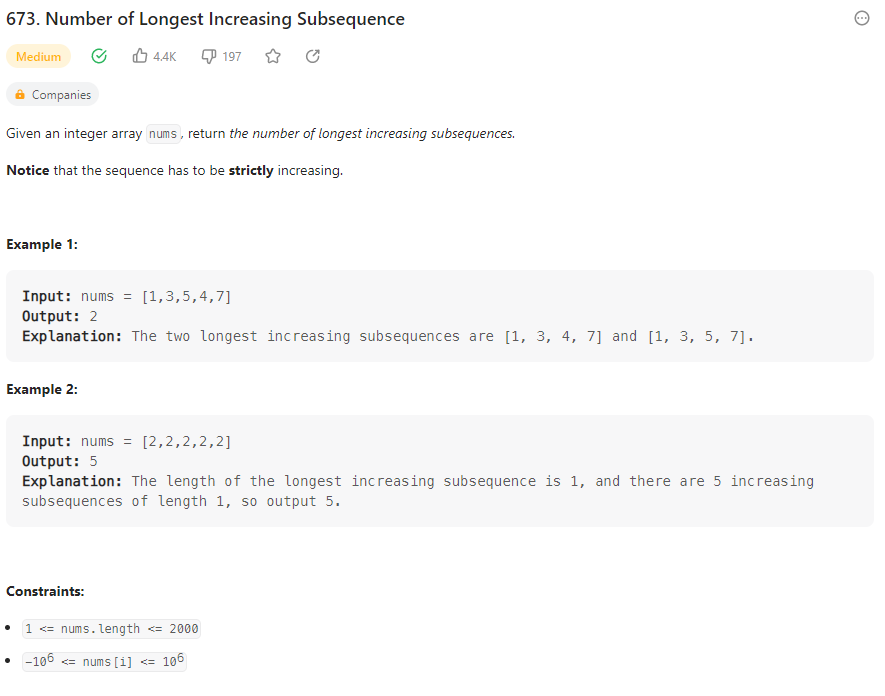 673. Number of Longest Increasing Subsequence
Medium 4.4K 197
Companies
Given an integer array nums, return the number of longest increasing subsequences.
Notice that the sequence has to be strictly increasing.
Example 1:
Input: nums = [1,3,5,4,7]
Output: 2
Explanation: The two longest increasing subsequences are [1, 3, 4, 7] and [1, 3, 5, 7].
Example 2:
Input: nums = [2,2,2,2,2]
Output: 5
Explanation: The length of the longest increasing subsequence is 1, and there are 5 increasing
subsequences of length 1, so output 5.
Constraints:
• 1 <= nums.length <= 2000
• -10⁶ <= nums[i] <= 10⁶